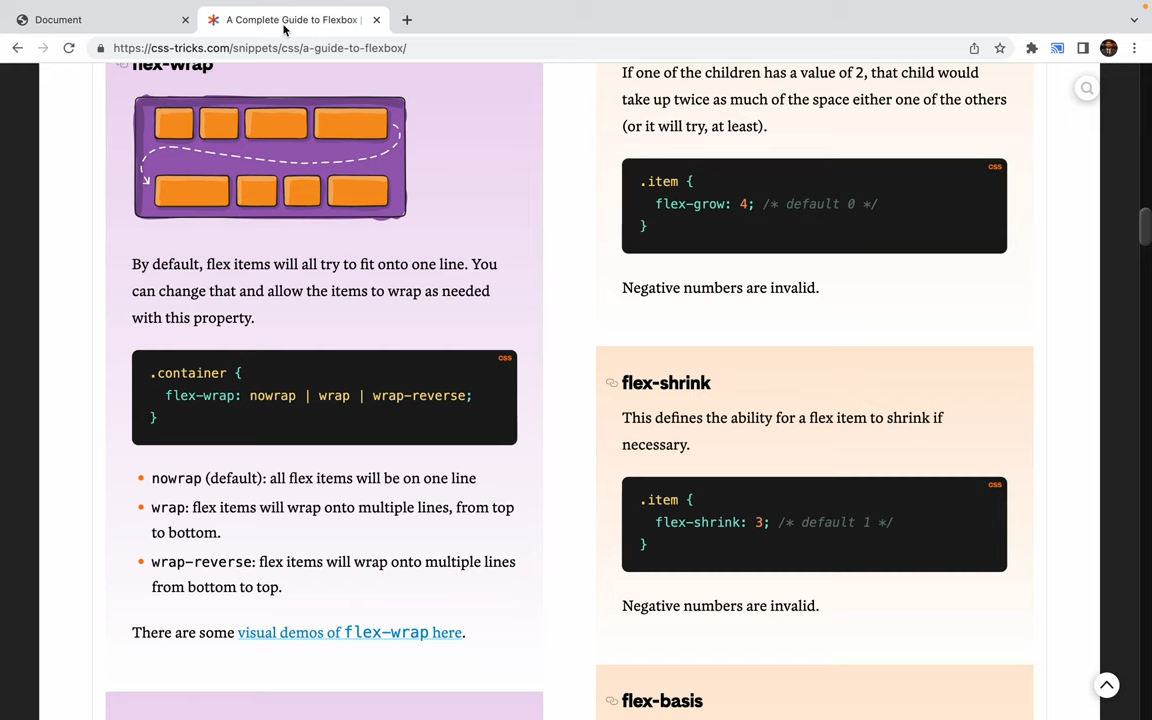 Document
A Complete Guide to Flexbox |
https://css-tricks.com/snippets/css/a-guide-to-flexbox/
flex-wrap
By default, flex items will all try to fit onto one line. You
can change that and allow the items to wrap as needed
with this property.
css
.container {
flex-wrap: nowrap | wrap | wrap-reverse;
}
nowrap (default): all flex items will be on one line
wrap: flex items will wrap onto multiple lines, from top
to bottom.
wrap-reverse: flex items will wrap onto multiple lines
from bottom to top.
There are some visual demos of flex-wrap here.
If one of the children has a value of 2, that child would
take up twice as much of the space either one of the others
(or it will try, at least).
css
.item {
flex-grow: 4; /* default 0 */
}
Negative numbers are invalid.
flex-shrink
This defines the ability for a flex item to shrink if
necessary.
css
.item {
flex-shrink: 3; /* default 1 */
}
Negative numbers are invalid.
flex-basis